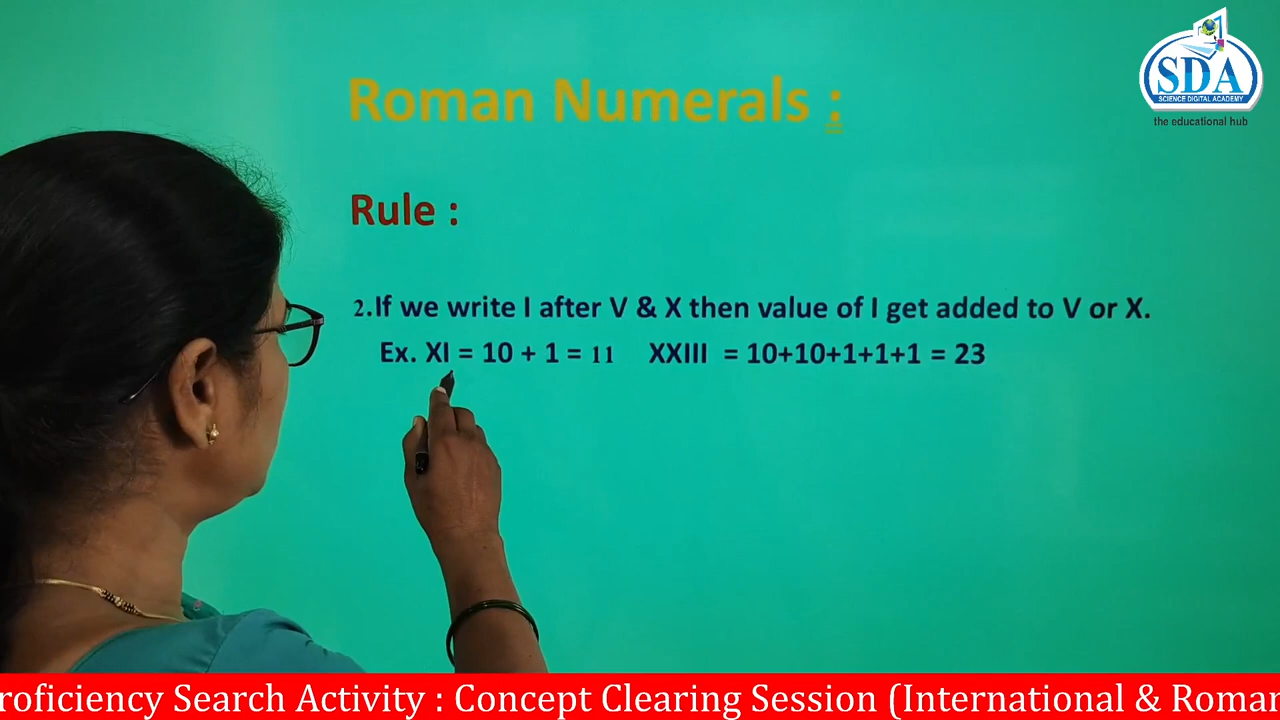 SDA
SCIENCE DIGITAL ACADEMY
the educational hub
Roman Numerals :
Rule :
2.If we write I after V & X then value of I get added to V or X.
Ex. XI = 10 + 1 = 11 XXIII = 10+10+1+1+1 = 23
roficiency Search Activity : Concept Clearing Session (International & Roman